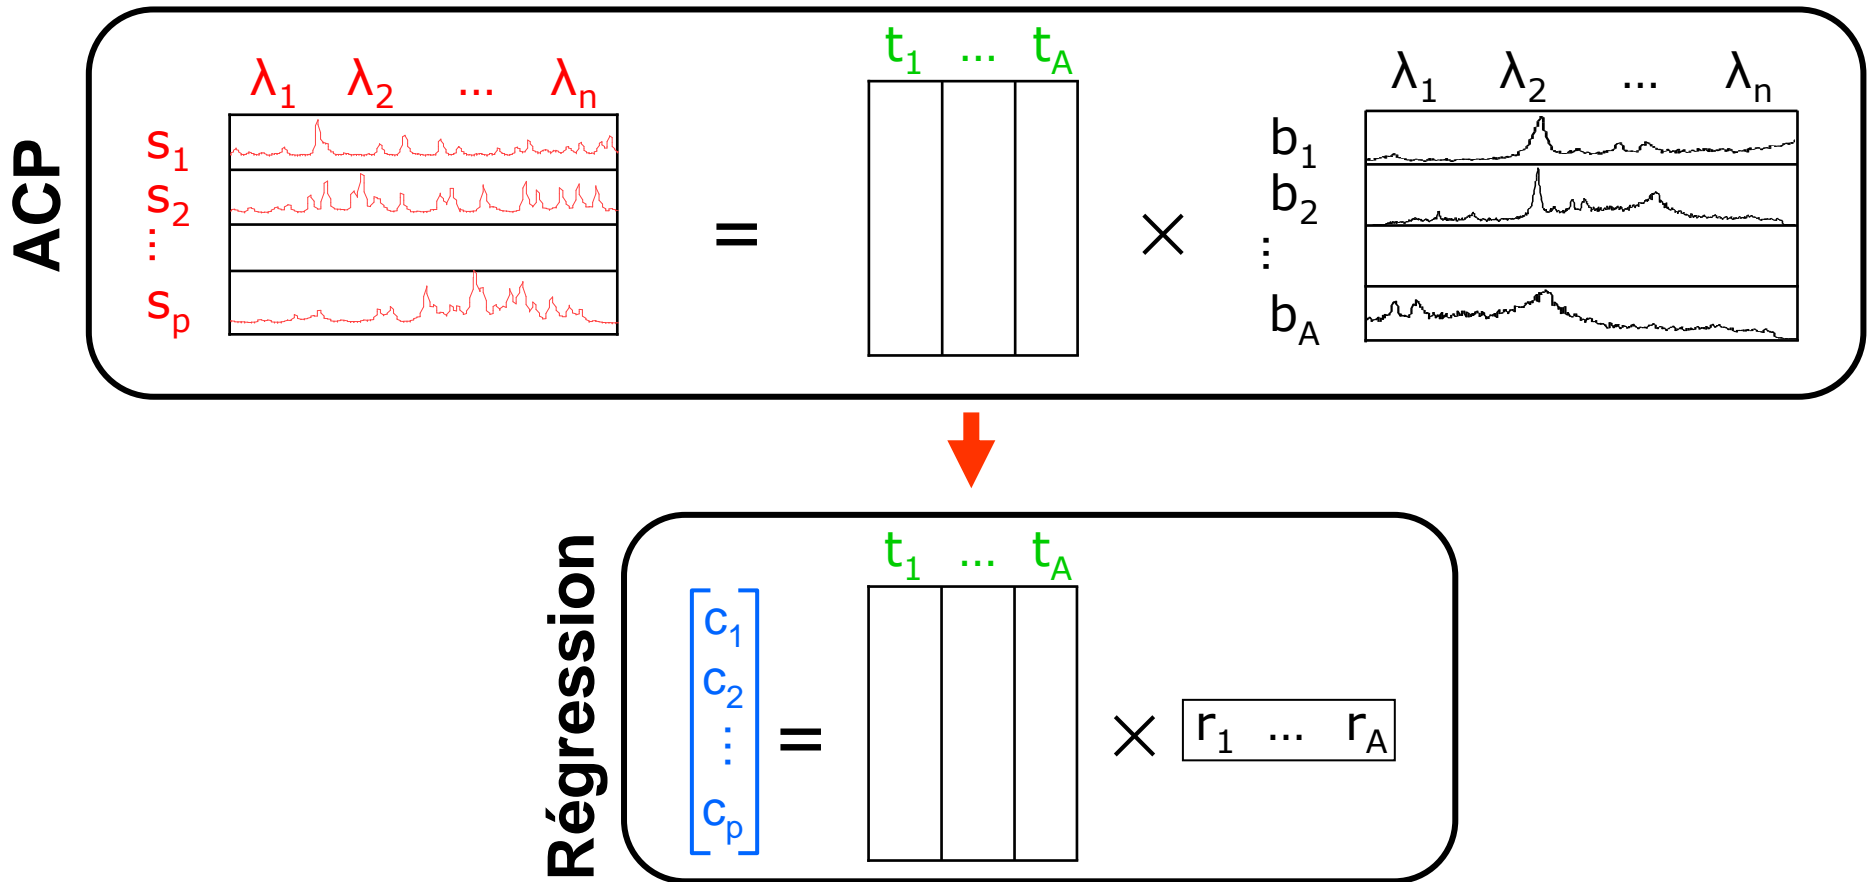 ACP
λ1 λ2 ... λn
s1
s2
⋮
sp
=
t1 ... tA
×
λ1 λ2 ... λn
b1
b2
⋮
bA
Régression
c1
c2
⋮
cp
=
t1 ... tA
×
r1 ... rA